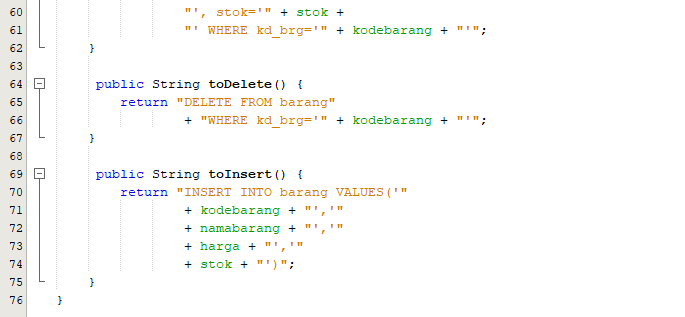 60 "', stok='" + stok +
61 "' WHERE kd_brg='" + kodebarang + "'";
62 }
63
64 public String toDelete() {
65 return "DELETE FROM barang"
66 + "WHERE kd_brg='" + kodebarang + "'";
67 }
68
69 public String toInsert() {
70 return "INSERT INTO barang VALUES('"
71 + kodebarang + "','"
72 + namabarang + "','"
73 + harga + "','"
74 + stok + "')";
75 }
76 }